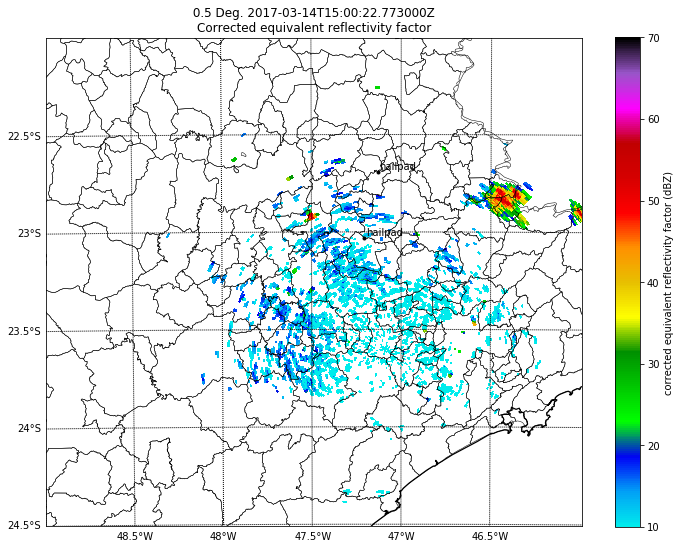 0.5 Deg. 2017-03-14T15:00:22.773000Z
Corrected equivalent reflectivity factor
22.5°S
23°S
23.5°S
24°S
24.5°S
48.5°W
48°W
47.5°W
47°W
46.5°W
hailpad
hailpad
70
60
50
40
30
20
10
corrected equivalent reflectivity factor (dBZ)